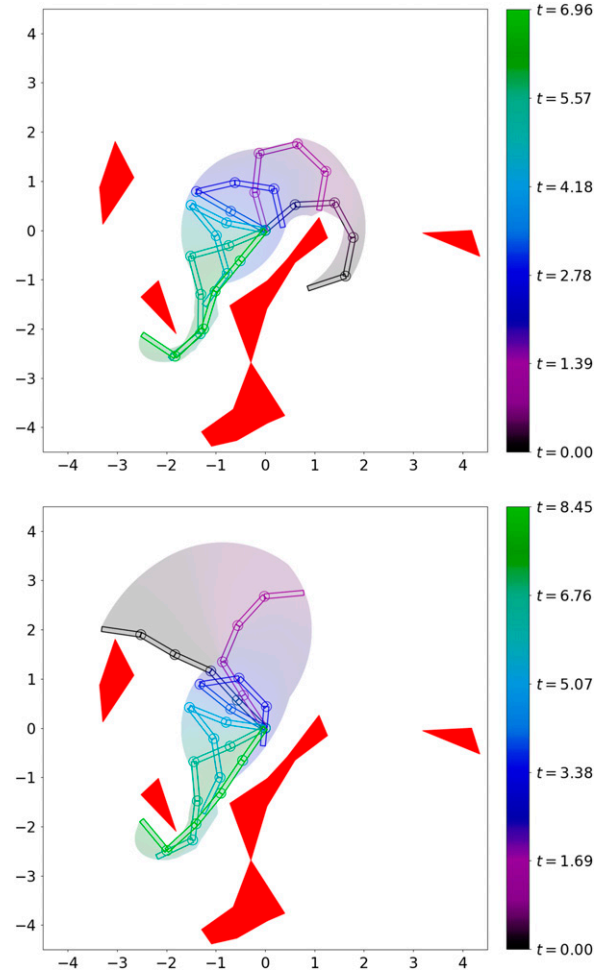 t = 6.96
4
t = 5.57
3
2
t = 4.18
1
0
t = 2.78
−1
−2
t = 1.39
−3
−4
t = 0.00
−4 −3 −2 −1 0 1 2 3 4
t = 8.45
4
3
t = 6.76
2
1
t = 5.07
0
−1
t = 3.38
−2
t = 1.69
−3
−4
t = 0.00
−4 −3 −2 −1 0 1 2 3 4